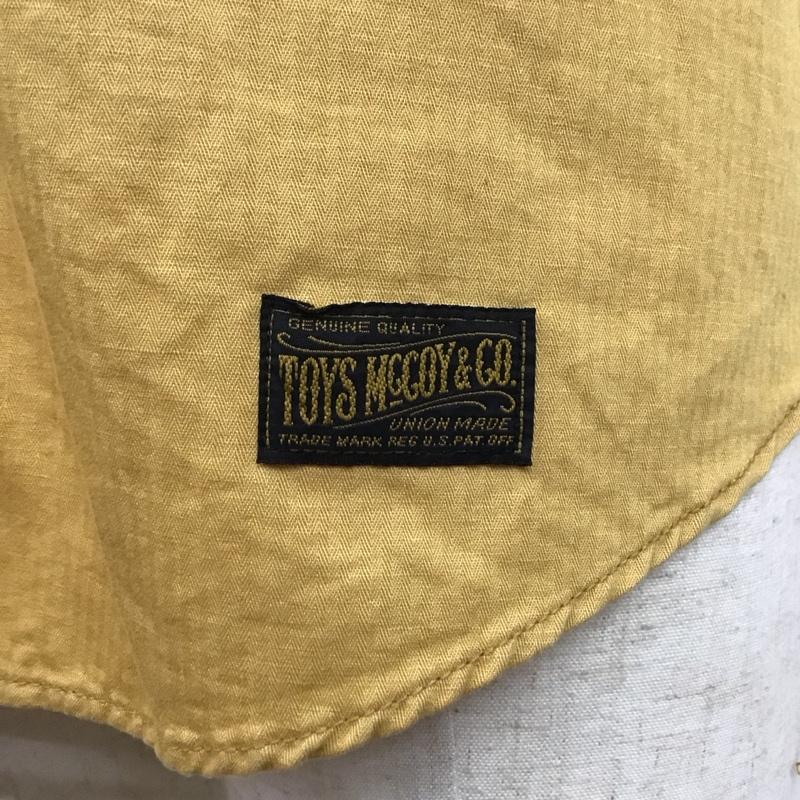 GENUINE QUALITY
TOYS McCOY & CO.
UNION MADE
TRADE MARK REG U.S. PAT. OFF